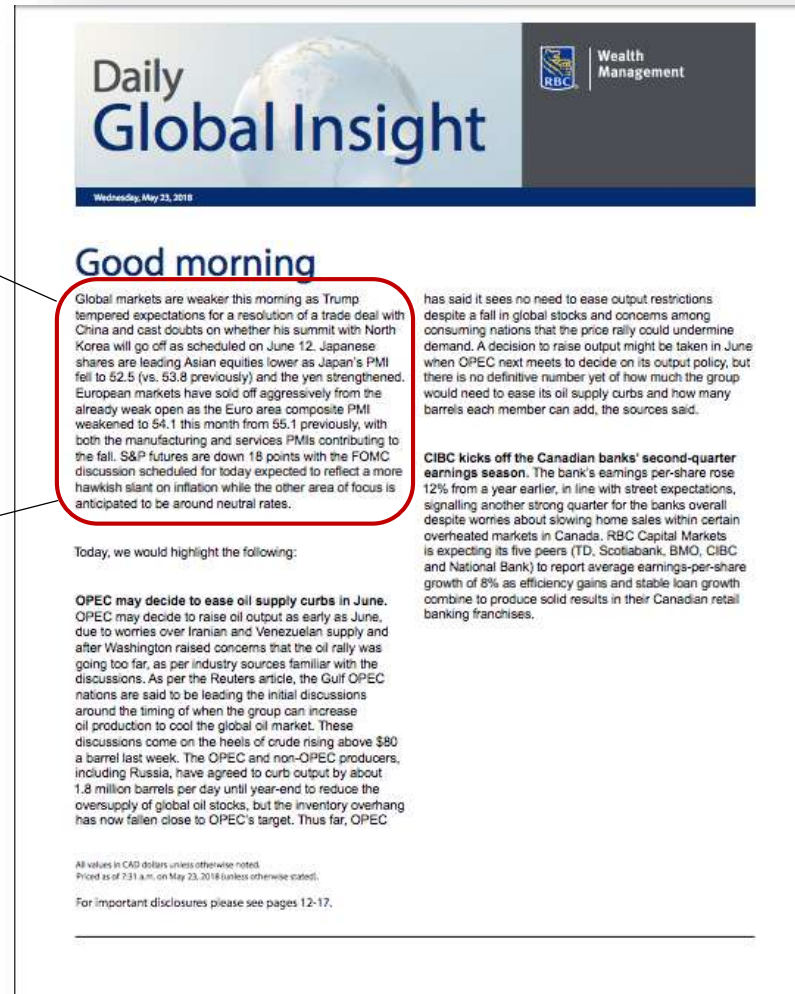 Daily
Global Insight
RBC
Wealth
Management
Wednesday, May 23, 2018
Good morning
Global markets are weaker this morning as Trump
tempered expectations for a resolution of a trade deal with
China and cast doubts on whether his summit with North
Korea will go off as scheduled on June 12. Japanese
shares are leading Asian equities lower as Japan's PMI
fell to 52.5 (vs. 53.8 previously) and the yen strengthened.
European markets have sold off aggressively from the
already weak open as the Euro area composite PMI
weakened to 54.1 this month from 55.1 previously, with
both the manufacturing and services PMIs contributing to
the fall. S&P futures are down 18 points with the FOMC
discussion scheduled for today expected to reflect a more
hawkish slant on inflation while the other area of focus is
anticipated to be around neutral rates.
Today, we would highlight the following:
OPEC may decide to ease oil supply curbs in June.
OPEC may decide to raise oil output as early as June,
due to worries over Iranian and Venezuelan supply and
after Washington raised concerns that the oil rally was
going too far, as per industry sources familiar with the
discussions. As per the Reuters article, the Gulf OPEC
nations are said to be leading the initial discussions
around the timing of when the group can increase
oil production to cool the global oil market. These
discussions come on the heels of crude rising above $80
a barrel last week. The OPEC and non-OPEC producers,
including Russia, have agreed to curb output by about
1.8 million barrels per day until year-end to reduce the
oversupply of global oil stocks, but the inventory overhang
has now fallen close to OPEC's target. Thus far, OPEC
has said it sees no need to ease output restrictions
despite a fall in global stocks and concerns among
consuming nations that the price rally could undermine
demand. A decision to raise output might be taken in June
when OPEC next meets to decide on its output policy, but
there is no definitive number yet of how much the group
would need to ease its oil supply curbs and how many
barrels each member can add, the sources said.
CIBC kicks off the Canadian banks' second-quarter
earnings season. The bank's earnings per-share rose
12% from a year earlier, in line with street expectations,
signalling another strong quarter for the banks overall
despite worries about slowing home sales within certain
overheated markets in Canada. RBC Capital Markets
is expecting its five peers (TD, Scotiabank, BMO, CIBC
and National Bank) to report average earnings-per-share
growth of 8% as efficiency gains and stable loan growth
combine to produce solid results in their Canadian retail
banking franchises.
All values in CAD dollars unless otherwise noted.
Priced as of 7:31 a.m. on May 23, 2018 (unless otherwise stated).
For important disclosures please see pages 12-17.